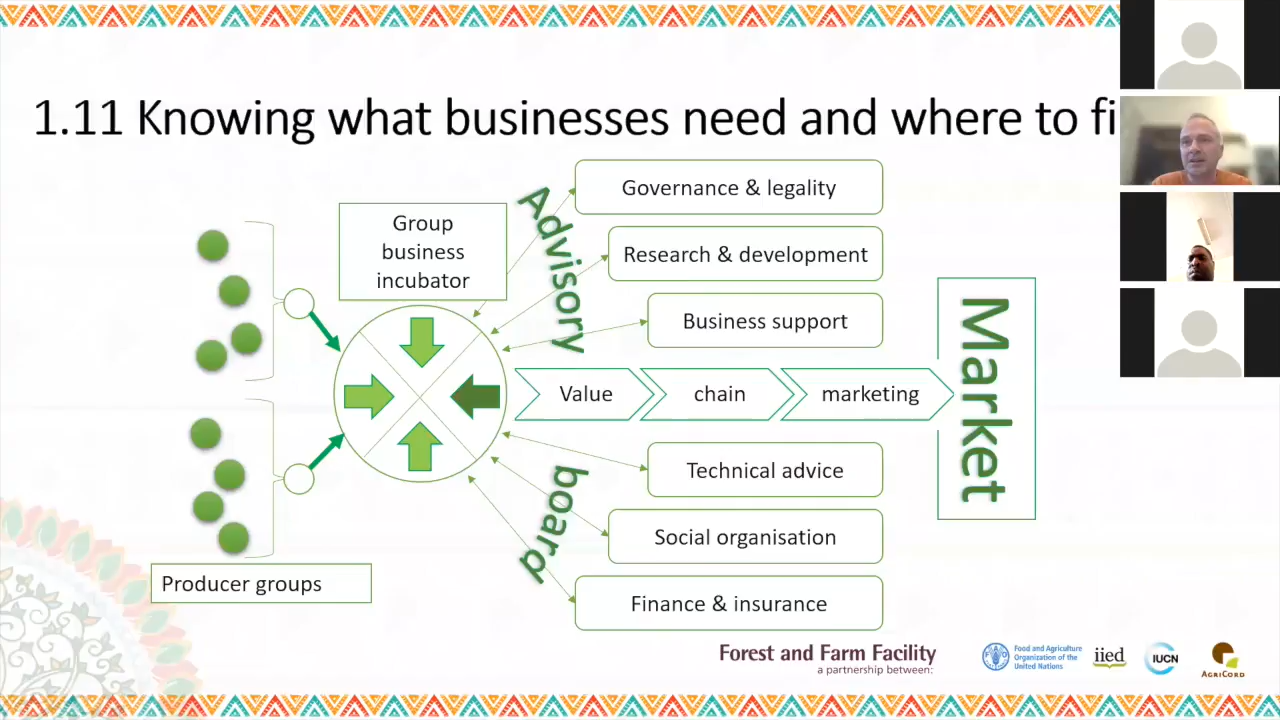 1.11 Knowing what businesses need and where to fi
Group
business
incubator
Advisory
board
Governance & legality
Research & development
Business support
Value
chain
marketing
Market
Technical advice
Social organisation
Finance & insurance
Producer groups
Forest and Farm Facility
a partnership between:
Food and Agriculture
Organization of the
United Nations
iied
IUCN
AGRICORD